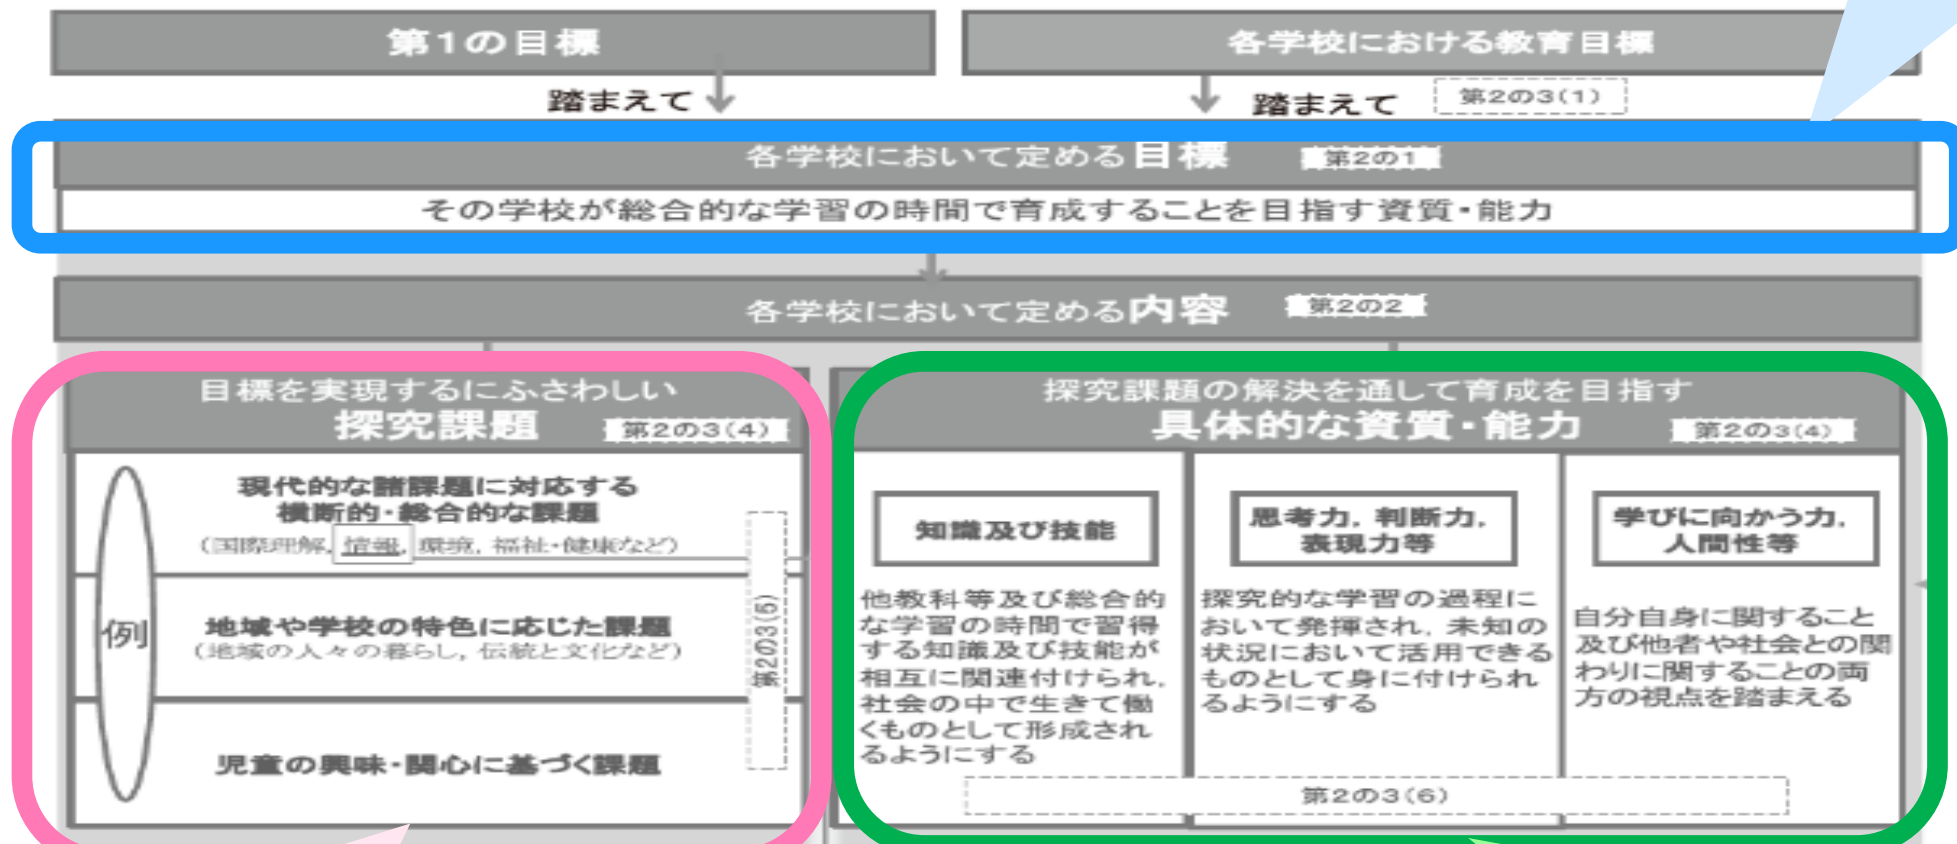 第1の目標
各学校における教育目標
踏まえて
踏まえて
第2の3(1)
各学校において定める目標 第2の1
その学校が総合的な学習の時間で育成することを目指す資質・能力
各学校において定める内容 第2の2
目標を実現するにふさわしい
探究課題 第2の3(4)
例
現代的な諸課題に対応する
横断的・総合的な課題
(国際理解, 情報, 環境, 福祉・健康など)
地域や学校の特色に応じた課題
(地域の人々の暮らし, 伝統と文化など)
児童の興味・関心に基づく課題
第2の3(5)
探究課題の解決を通して育成を目指す
具体的な資質・能力 第2の3(4)
知識及び技能
他教科等及び総合的
な学習の時間で習得
する知識及び技能が
相互に関連付けられ,
社会の中で生きて働
くものとして形成され
るようにする
思考力, 判断力,
表現力等
探究的な学習の過程に
おいて発揮され, 未知の
状況において活用できる
ものとして身に付けられ
るようにする
学びに向かう力,
人間性等
自分自身に関すること
及び他者や社会との関
わりに関することの両
方の視点を踏まえる
第2の3(6)